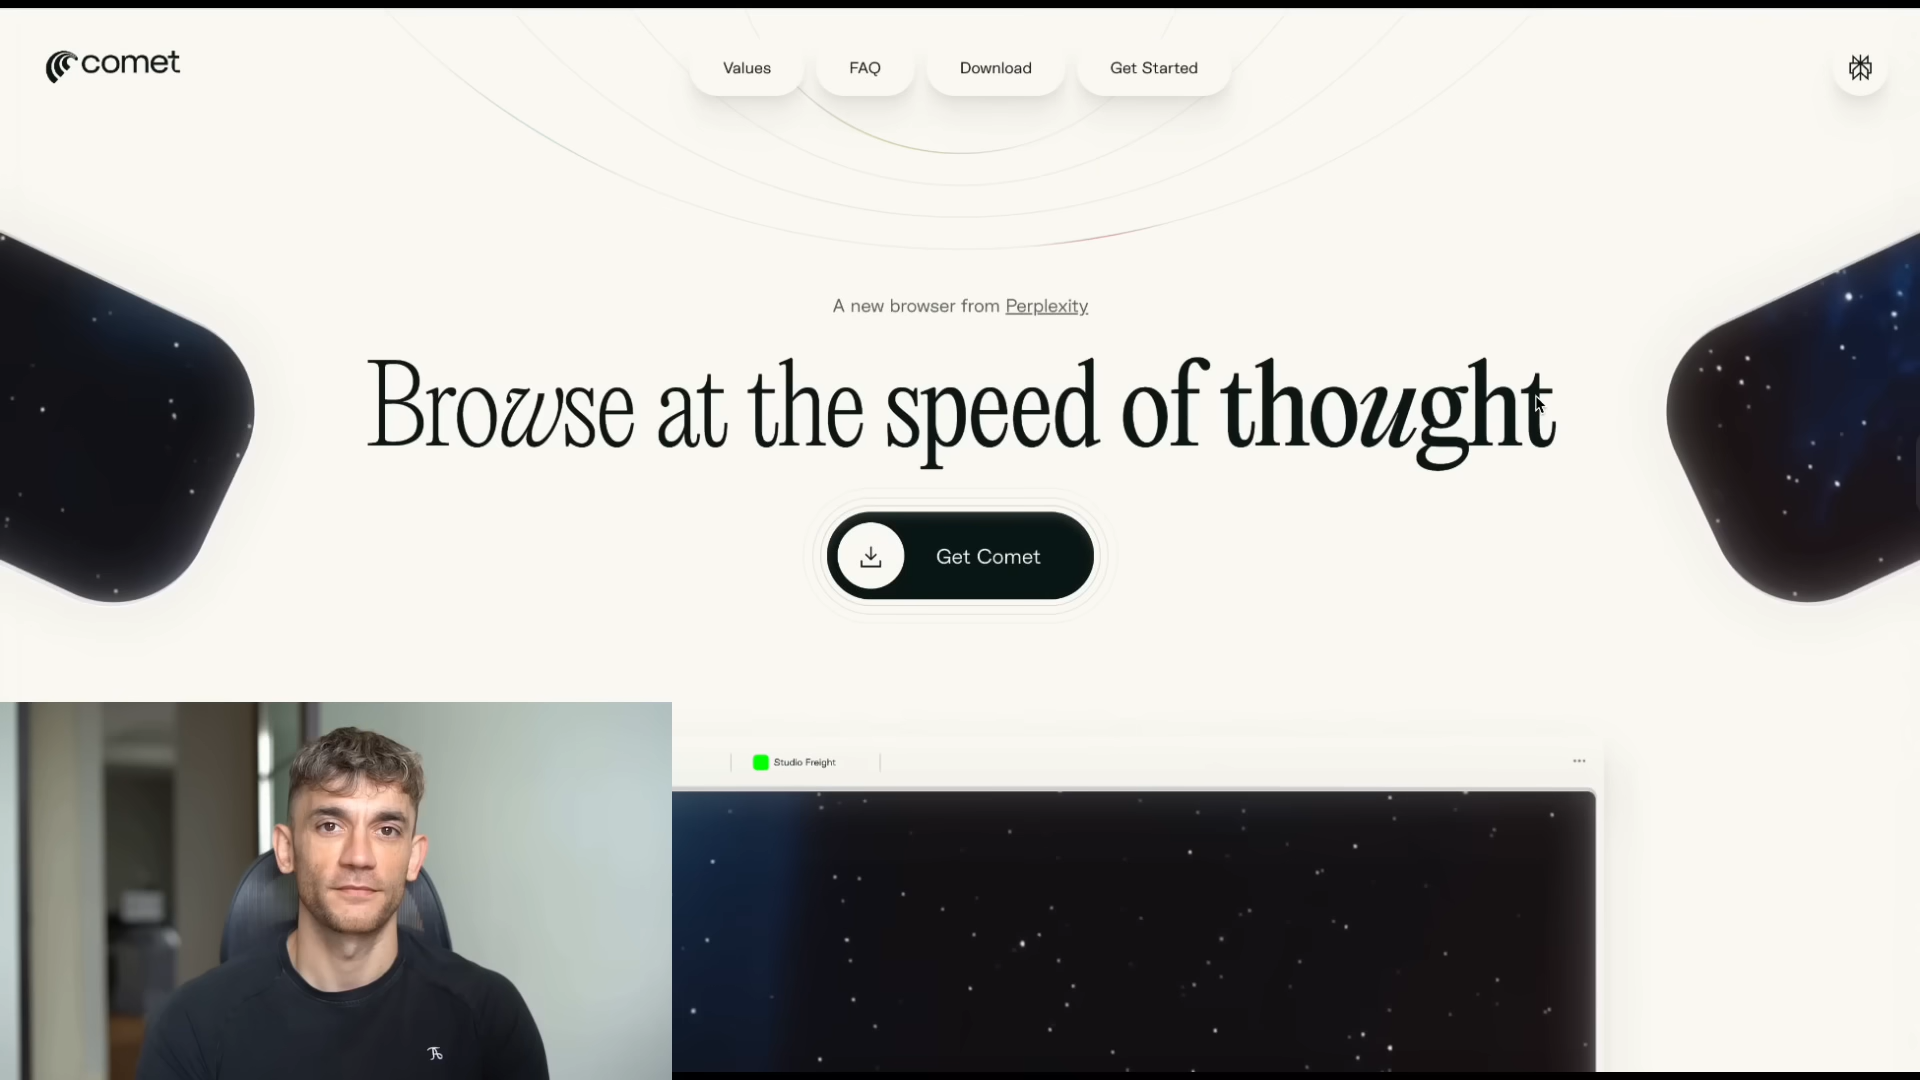 comet
Values
FAQ
Download
Get Started
A new browser from Perplexity
Browse at the speed of thought
Get Comet
Studio Freight